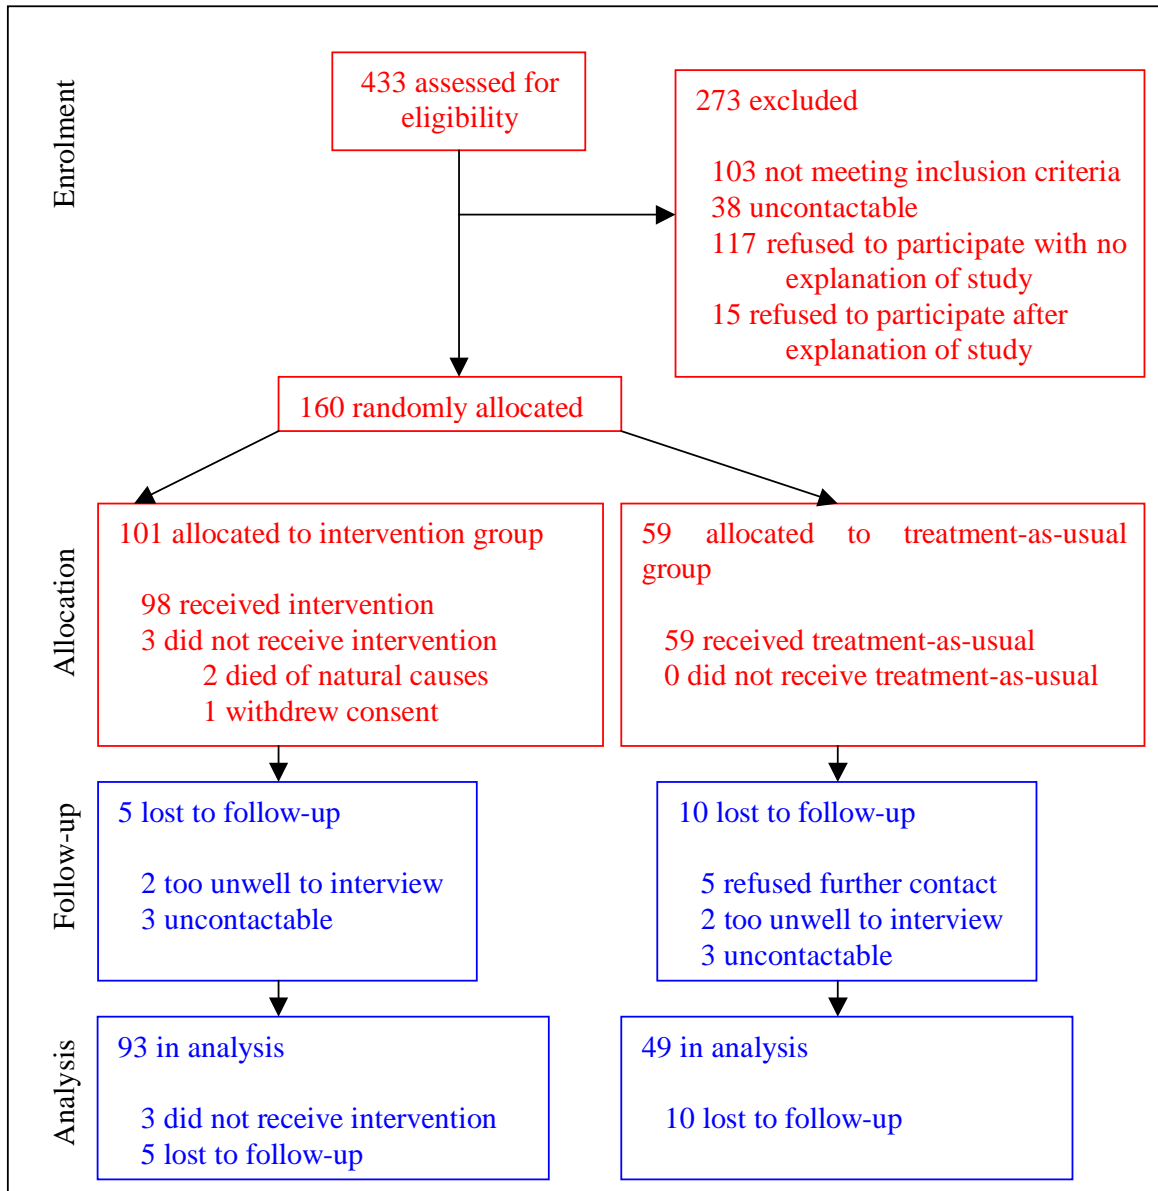 Enrolment
433 assessed for
eligibility
273 excluded
103 not meeting inclusion criteria
38 uncontactable
117 refused to participate with no
explanation of study
15 refused to participate after
explanation of study
160 randomly allocated
Allocation
101 allocated to intervention group
98 received intervention
3 did not receive intervention
2 died of natural causes
1 withdrew consent
59 allocated to treatment-as-usual
group
59 received treatment-as-usual
0 did not receive treatment-as-usual
Follow-up
5 lost to follow-up
2 too unwell to interview
3 uncontactable
10 lost to follow-up
5 refused further contact
2 too unwell to interview
3 uncontactable
Analysis
93 in analysis
3 did not receive intervention
5 lost to follow-up
49 in analysis
10 lost to follow-up